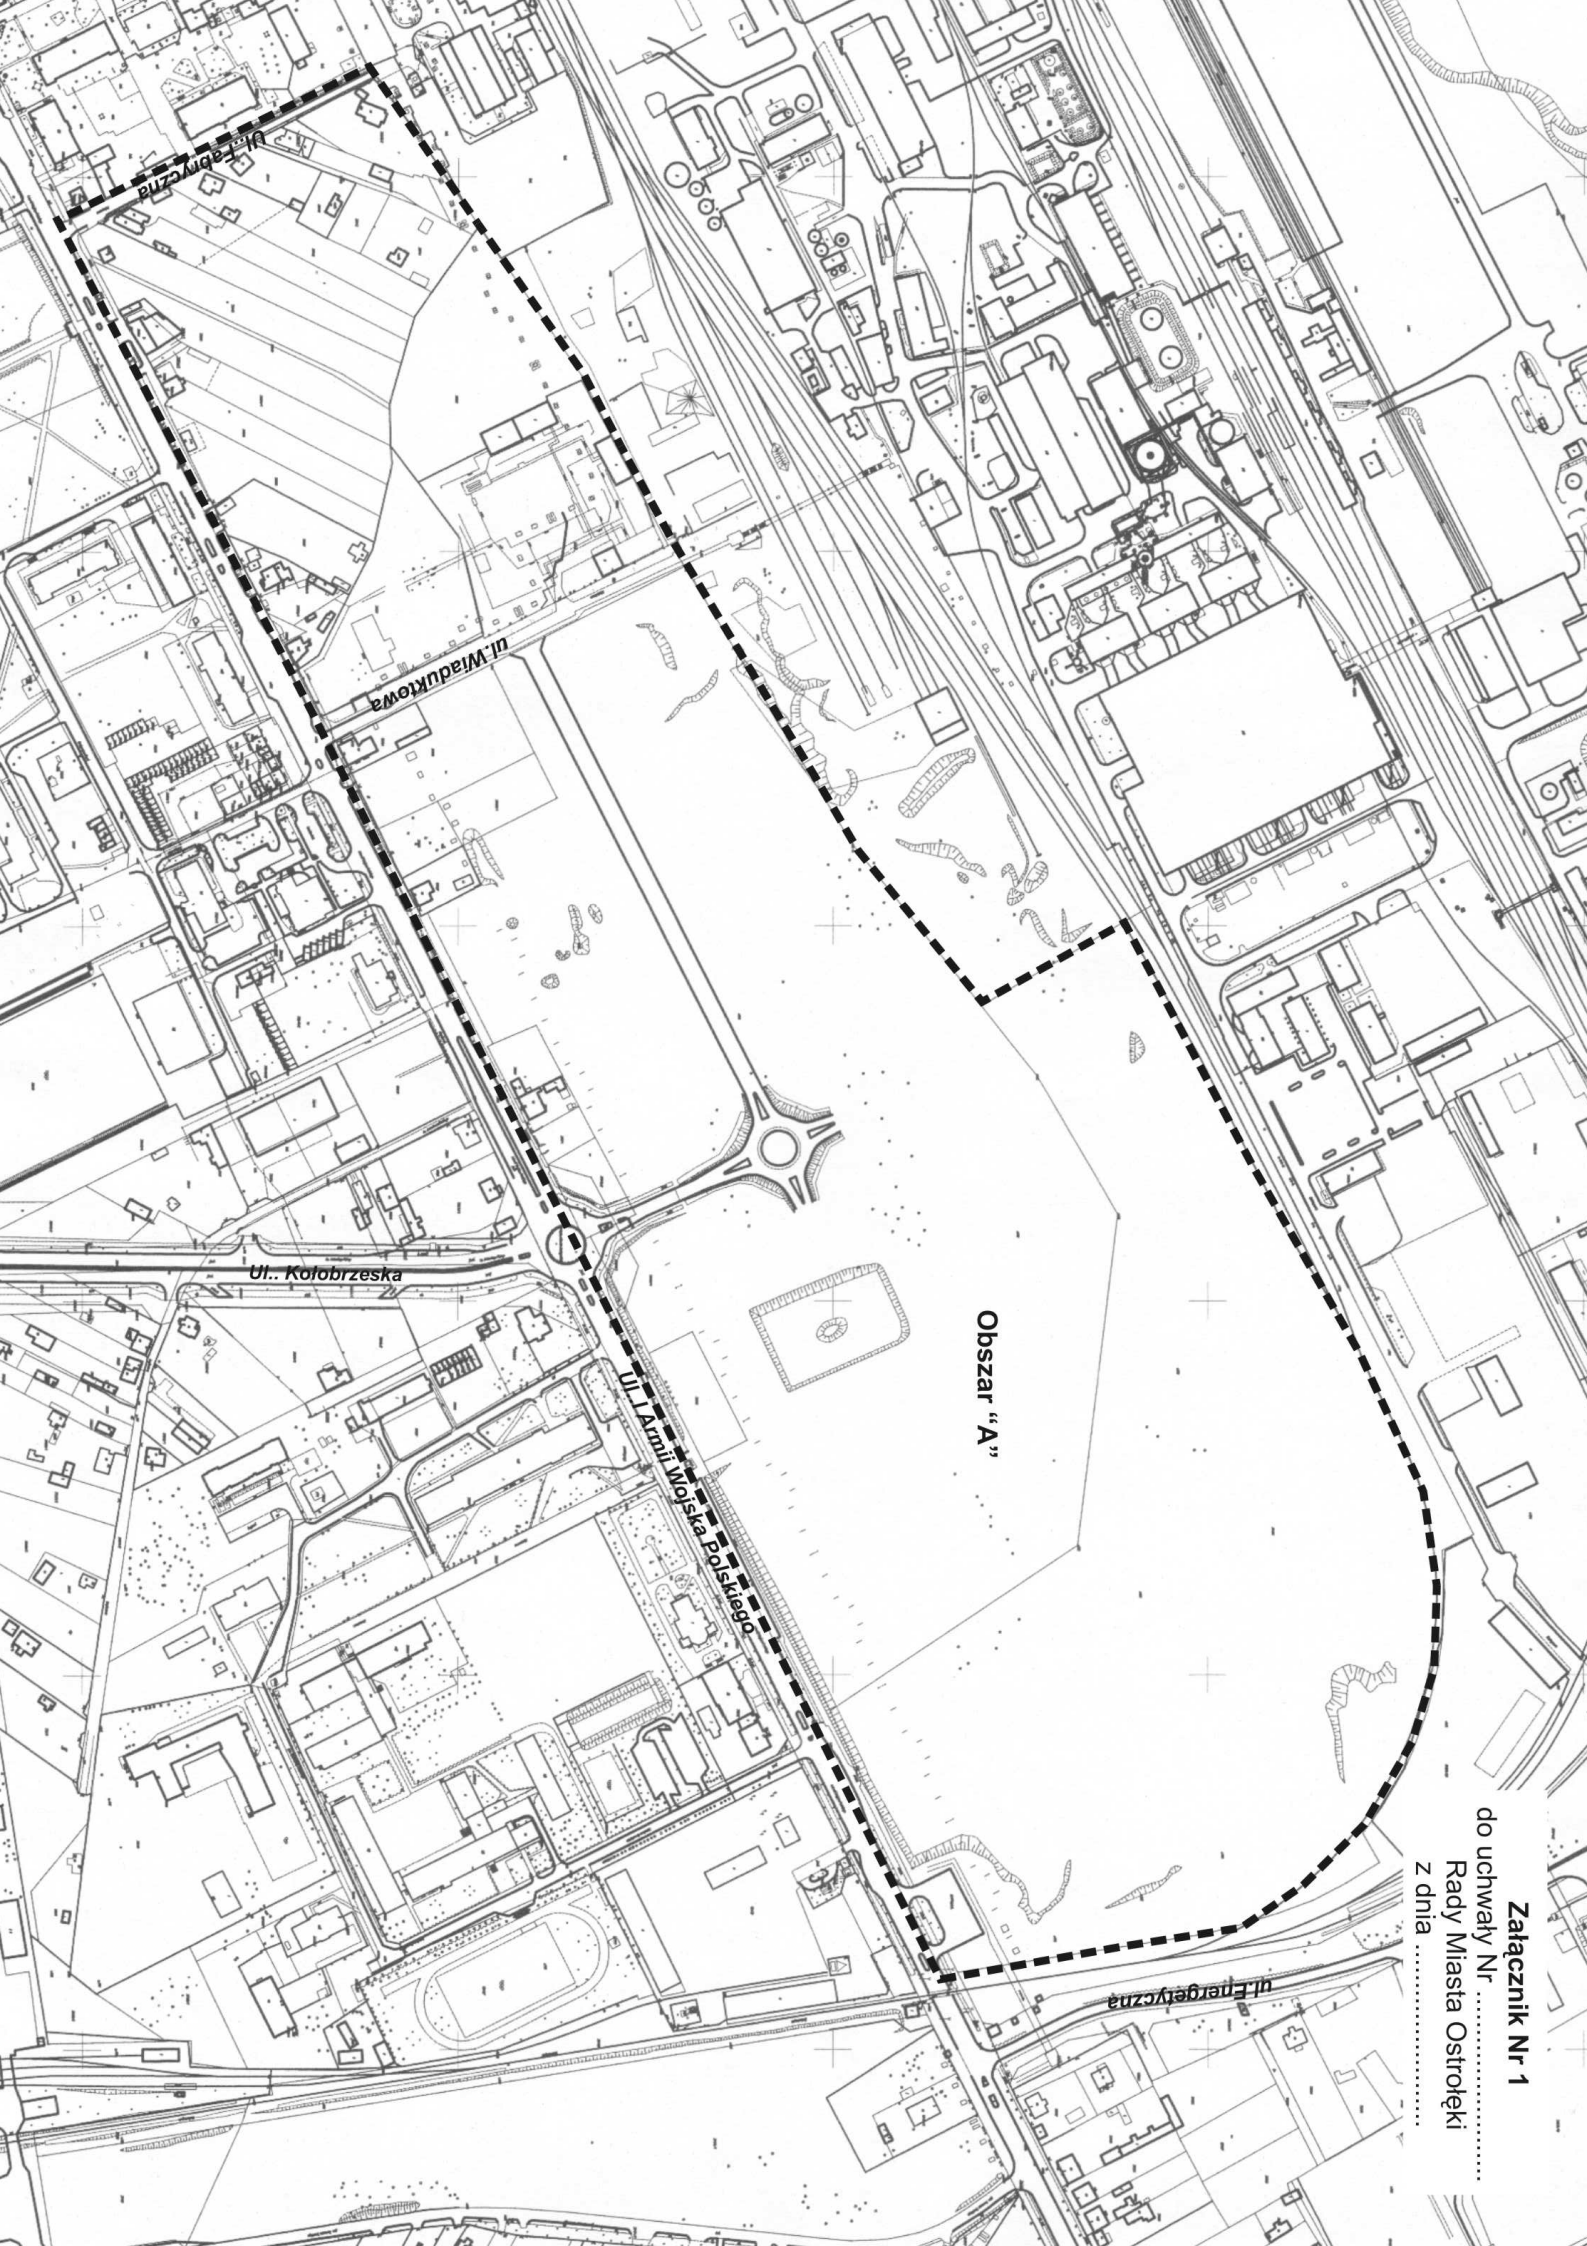 Załącznik Nr 1
do uchwały Nr ..............................
Rady Miasta Ostrołęki
z dnia ..............................
Ul. Fabryczna
ul.Wiaduktowa
Ul.. Kołobrzeska
Obszar “A”
Ul. I Armii Wojska Polskiego
ul.Energetyczna